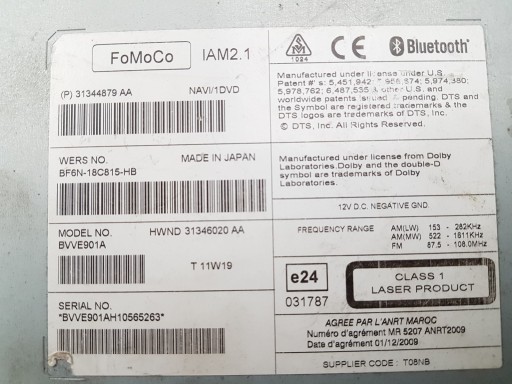 FoMoCo
IAM2.1
(P) 31344879 AA
NAVI/1DVD
WERS NO.
MADE IN JAPAN
BF6N-18C815-HB
MODEL NO.
HWND 31346020 AA
BVVE901A
T 11W19
SERIAL NO.
*BVVE901AH10565263*
1024
CE
Bluetooth®
Manufactured under license under U.S.
Patent #'s: 5,451,942; 5,974,380;
5,978,762; 6,487,535 & other U.S. and
worldwide patents issued & pending. DTS and
the Symbol are registered trademarks & the
DTS logos are trademarks of DTS, Inc.
© DTS, Inc. All Rights Reserved.
Manufactured under license from Dolby
Laboratories.Dolby and the double-D
symbol are trademarks of Dolby
Laboratories.
12V D.C. NEGATIVE GND.
FREQUENCY RANGE
AM(LW) 153 - 282KHz
AM(MW) 522 - 1611KHz
FM 87.5 - 108.0MHz
e24
031787
CLASS 1
LASER PRODUCT
AGREE PAR L'ANRT MAROC
Numéro d'agrément MR 5207 ANRT2009
Date d'agrément 01/12/2009
SUPPLIER CODE : T08NB